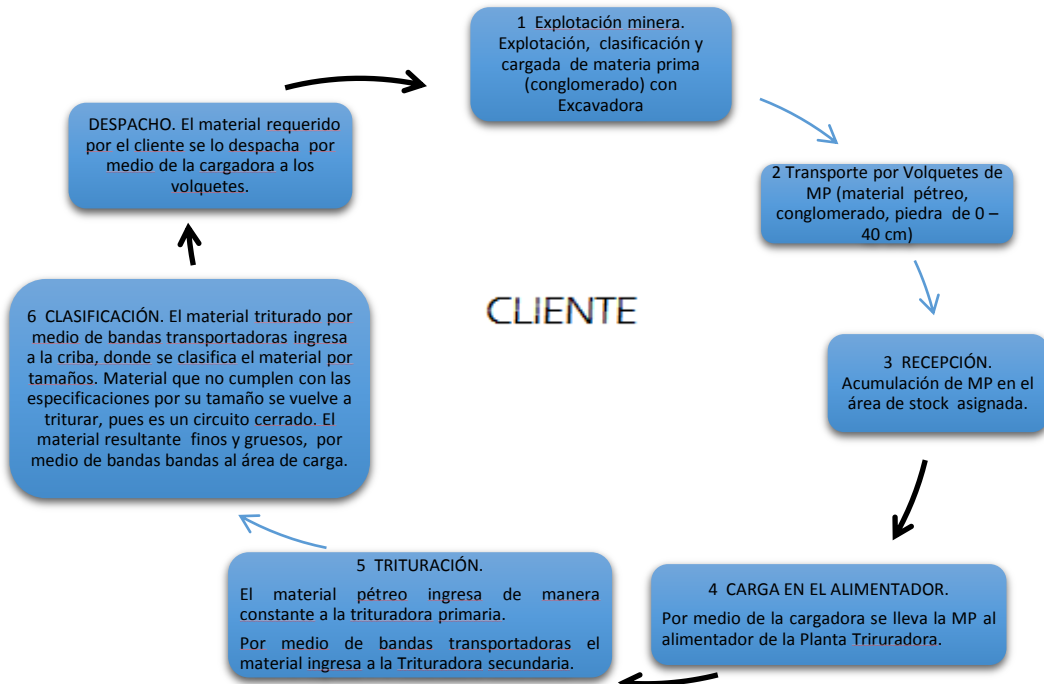 1 Explotación minera.
Explotación, clasificación y
cargada de materia prima
(conglomerado) con
Excavadora
2 Transporte por Volquetes de
MP (material pétreo,
conglomerado, piedra de 0 –
40 cm)
3 RECEPCIÓN.
Acumulación de MP en el
área de stock asignada.
4 CARGA EN EL ALIMENTADOR.
Por medio de la cargadora se lleva la MP al
alimentador de la Planta Triruradora.
5 TRITURACIÓN.
El material pétreo ingresa de manera
constante a la trituradora primaria.
Por medio de bandas transportadoras el
material ingresa a la Trituradora secundaria.
6 CLASIFICACIÓN. El material triturado por
medio de bandas transportadoras ingresa
a la criba, donde se clasifica el material por
tamaños. Material que no cumplen con las
especificaciones por su tamaño se vuelve a
triturar, pues es un circuito cerrado. El
material resultante finos y gruesos, por
medio de bandas bandas al área de carga.
DESPACHO. El material requerido
por el cliente se lo despacha por
medio de la cargadora a los
volquetes.
CLIENTE